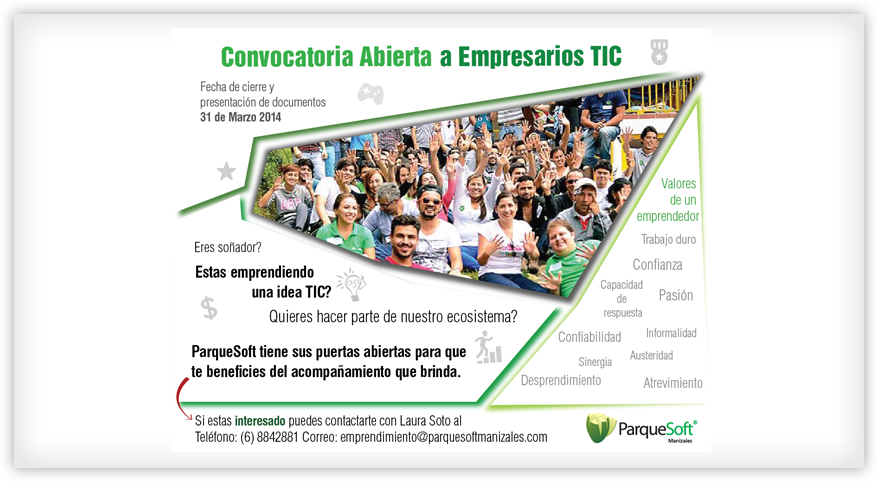 Convocatoria Abierta a Empresarios TIC
Fecha de cierre y
presentación de documentos
31 de Marzo 2014
Eres soñador?
Estas emprendiendo
una idea TIC?
Quieres hacer parte de nuestro ecosistema?
ParqueSoft tiene sus puertas abiertas para que
te beneficies del acompañamiento que brinda.
Si estas interesado puedes contactarte con Laura Soto al
Teléfono: (6) 8842881 Correo: emprendimiento@parquesoftmanizales.com
Valores
de un
emprendedor
Trabajo duro
Confianza
Capacidad
de
respuesta
Pasión
Confiabilidad
Informalidad
Sinergia
Austeridad
Desprendimiento
Atrevimiento
ParqueSoft®
Manizales